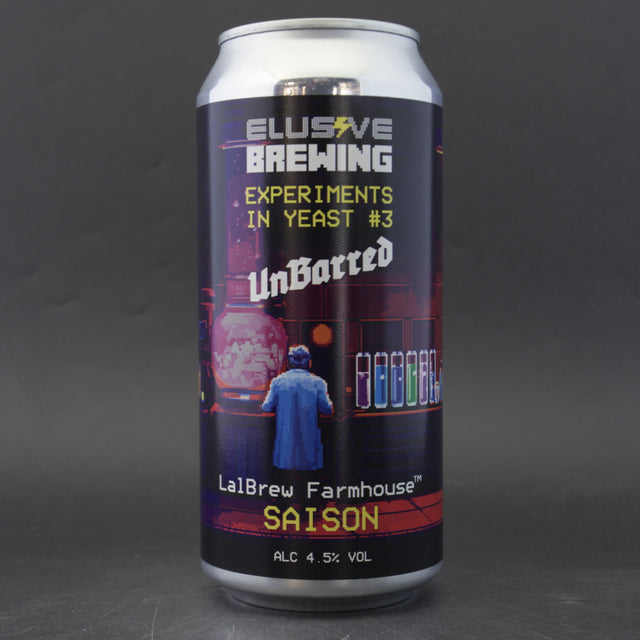 ELUSIVE
BREWING
EXPERIMENTS
IN YEAST #3
UnBarred
LalBrew Farmhouse™
SAISON
ALC 4.5% VOL